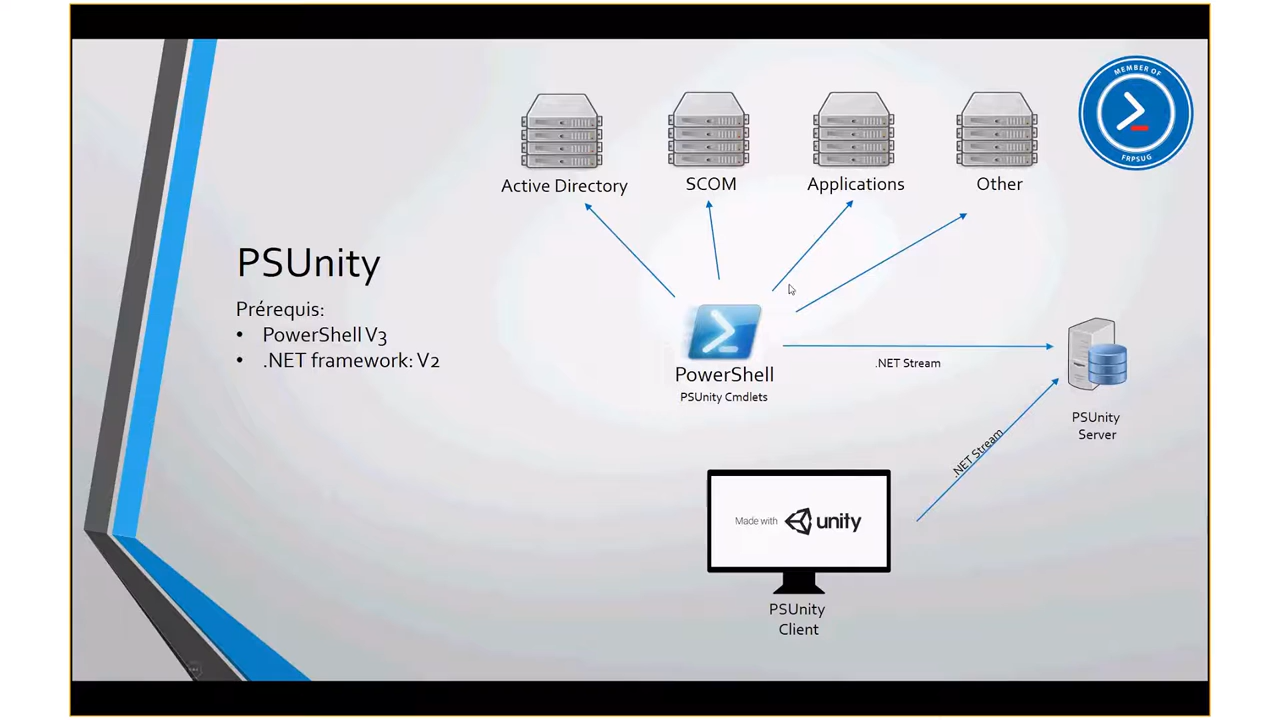 MEMBER OF
FRPSUG
Active Directory
SCOM
Applications
Other
PSUnity
Prérequis:
• PowerShell V3
• .NET framework: V2
PowerShell
PSUnity Cmdlets
.NET Stream
PSUnity
Server
.NET Stream
Made with unity
PSUnity
Client